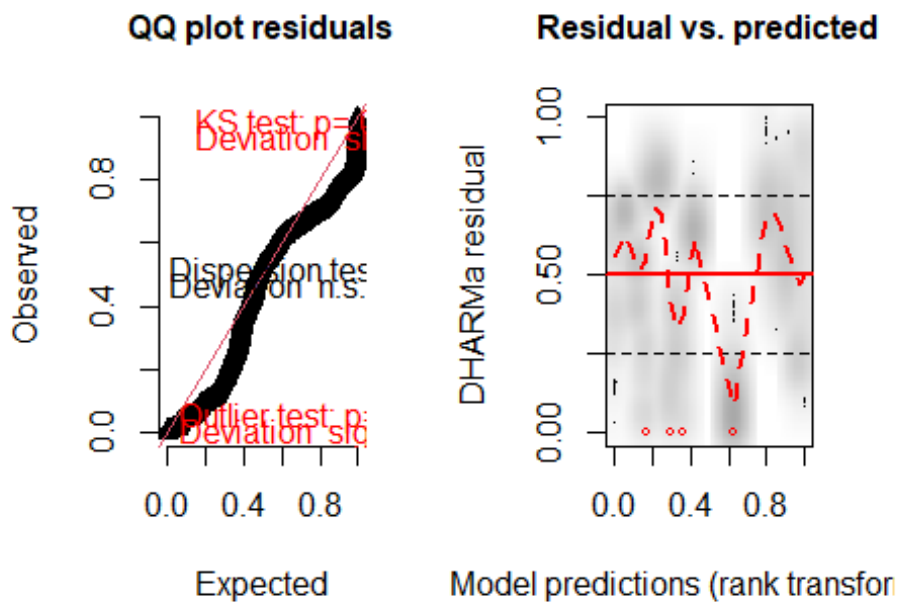 QQ plot residuals
KS test: p=
Deviation
Dispersion tes
Deviation n.s.
Outlier test: p=
Deviation
Observed
0.0 0.4 0.8
0.0 0.4 0.8
Expected
Residual vs. predicted
DHARMa residual
0.00 0.50 1.00
0.0 0.4 0.8
Model predictions (rank transfor